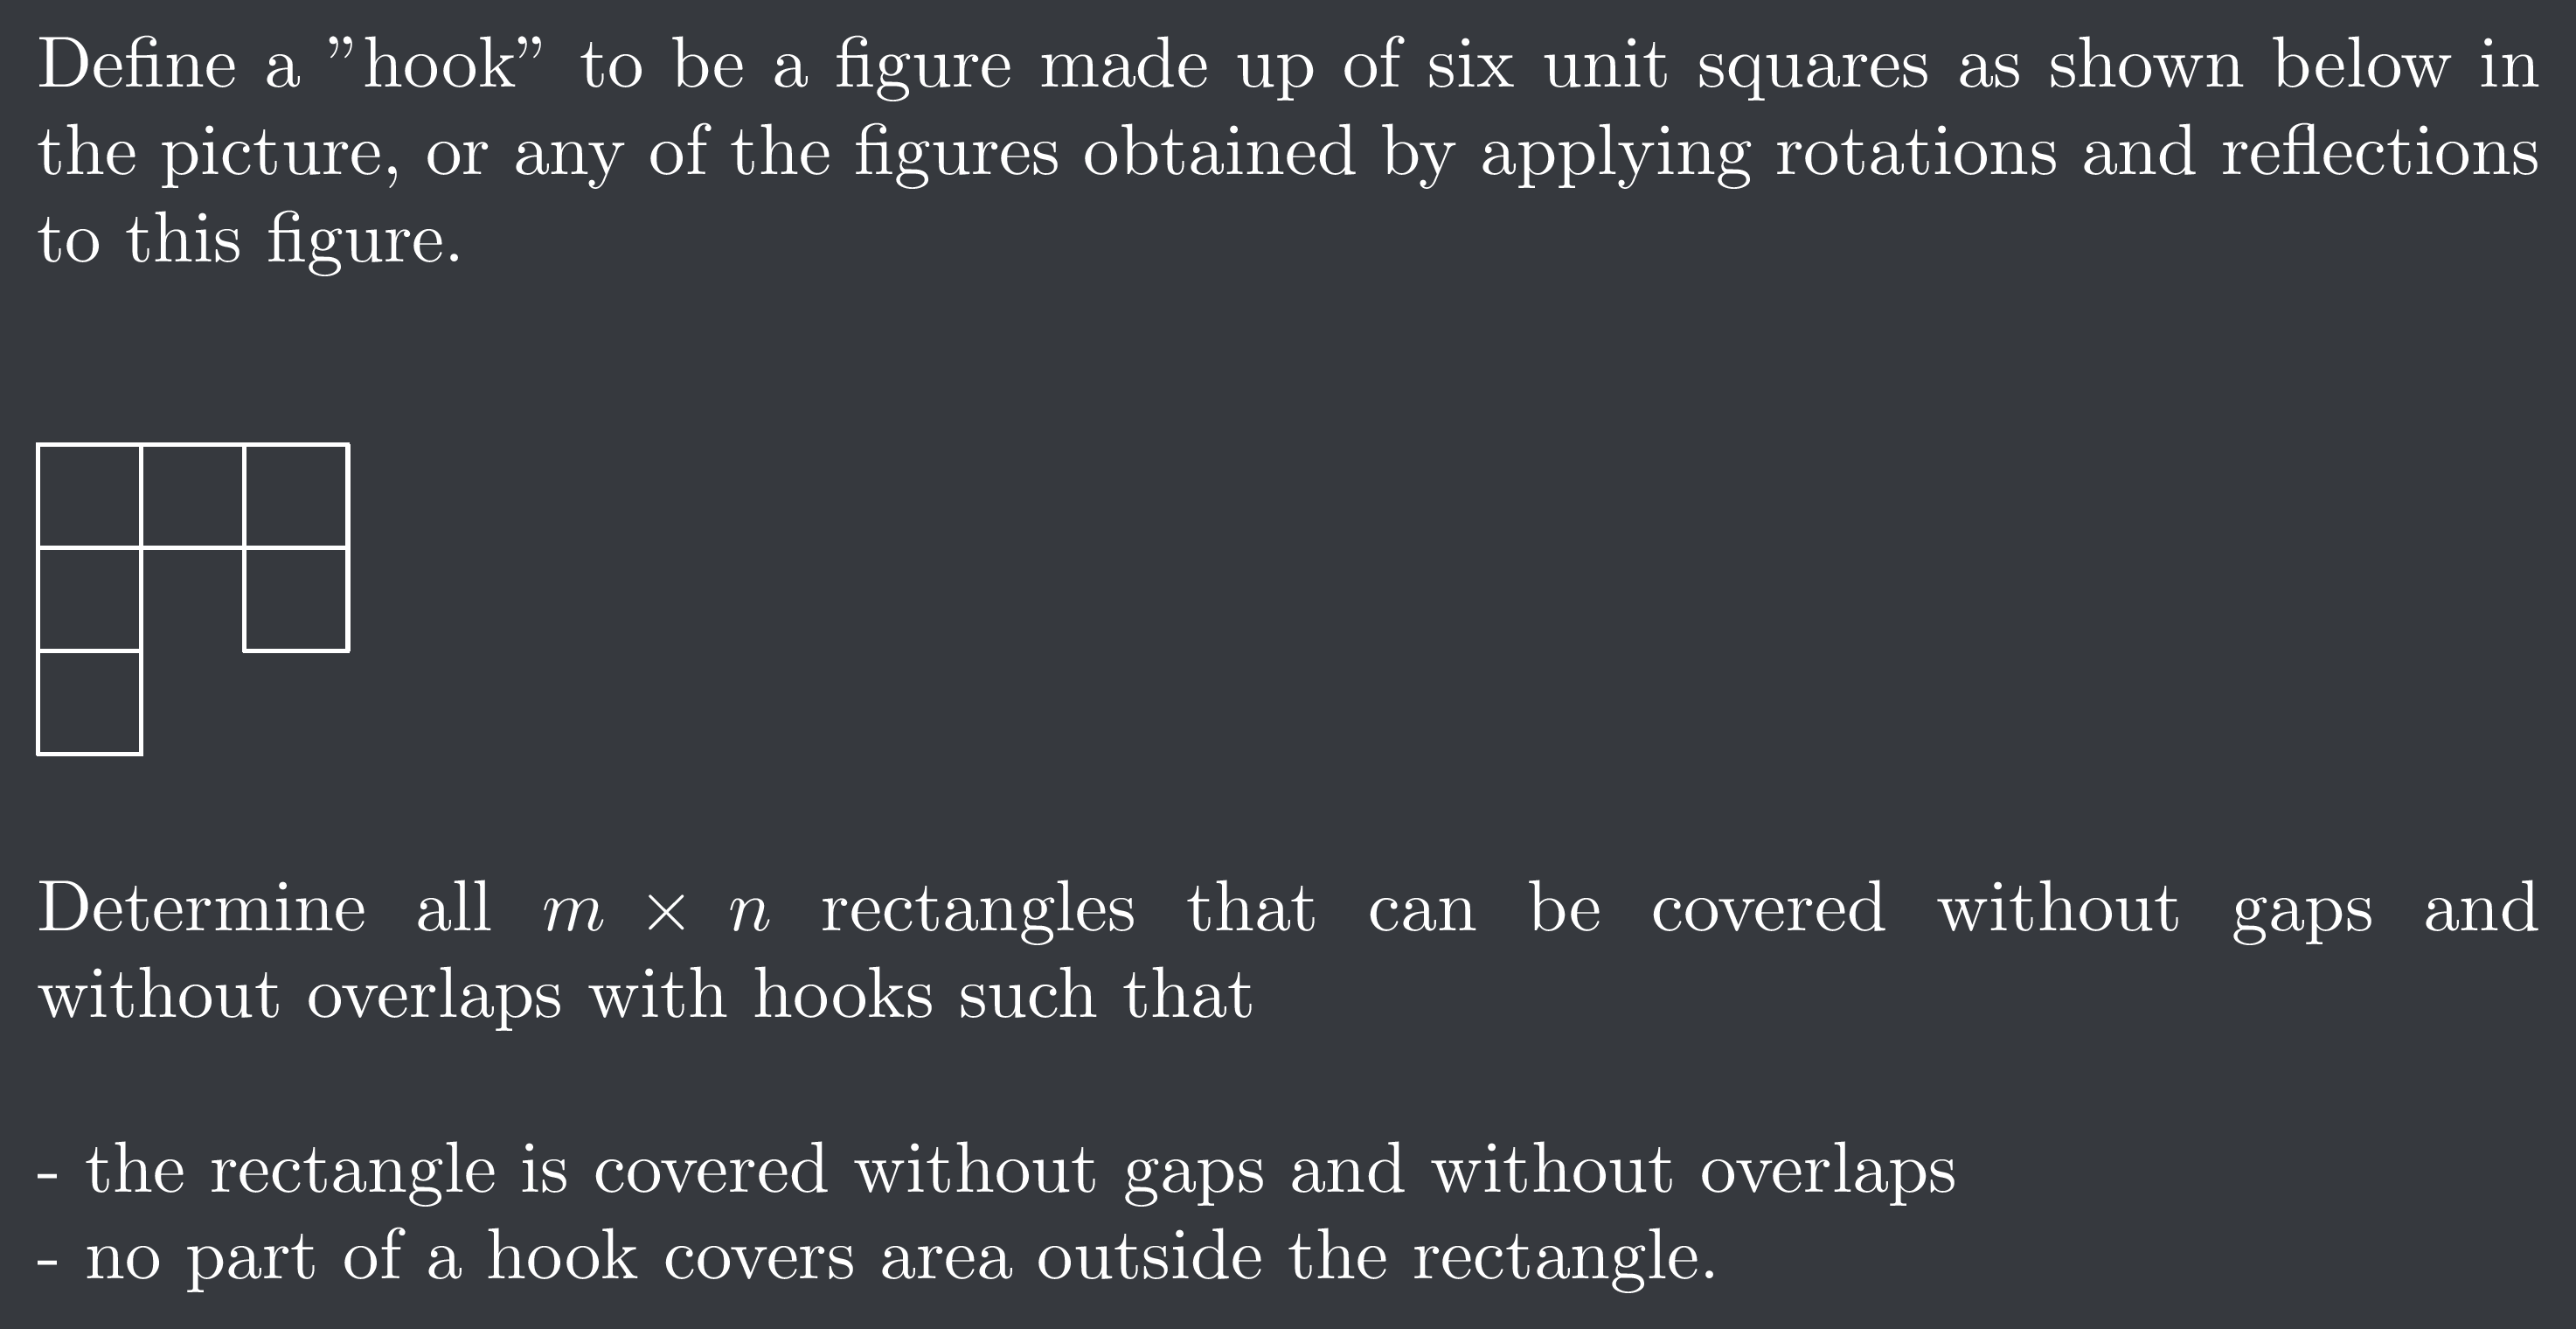 Define a ”hook” to be a figure made up of six unit squares as shown below in
the picture, or any of the figures obtained by applying rotations and reflections
to this figure.
Determine all m × n rectangles that can be covered without gaps and
without overlaps with hooks such that
- the rectangle is covered without gaps and without overlaps
- no part of a hook covers area outside the rectangle.